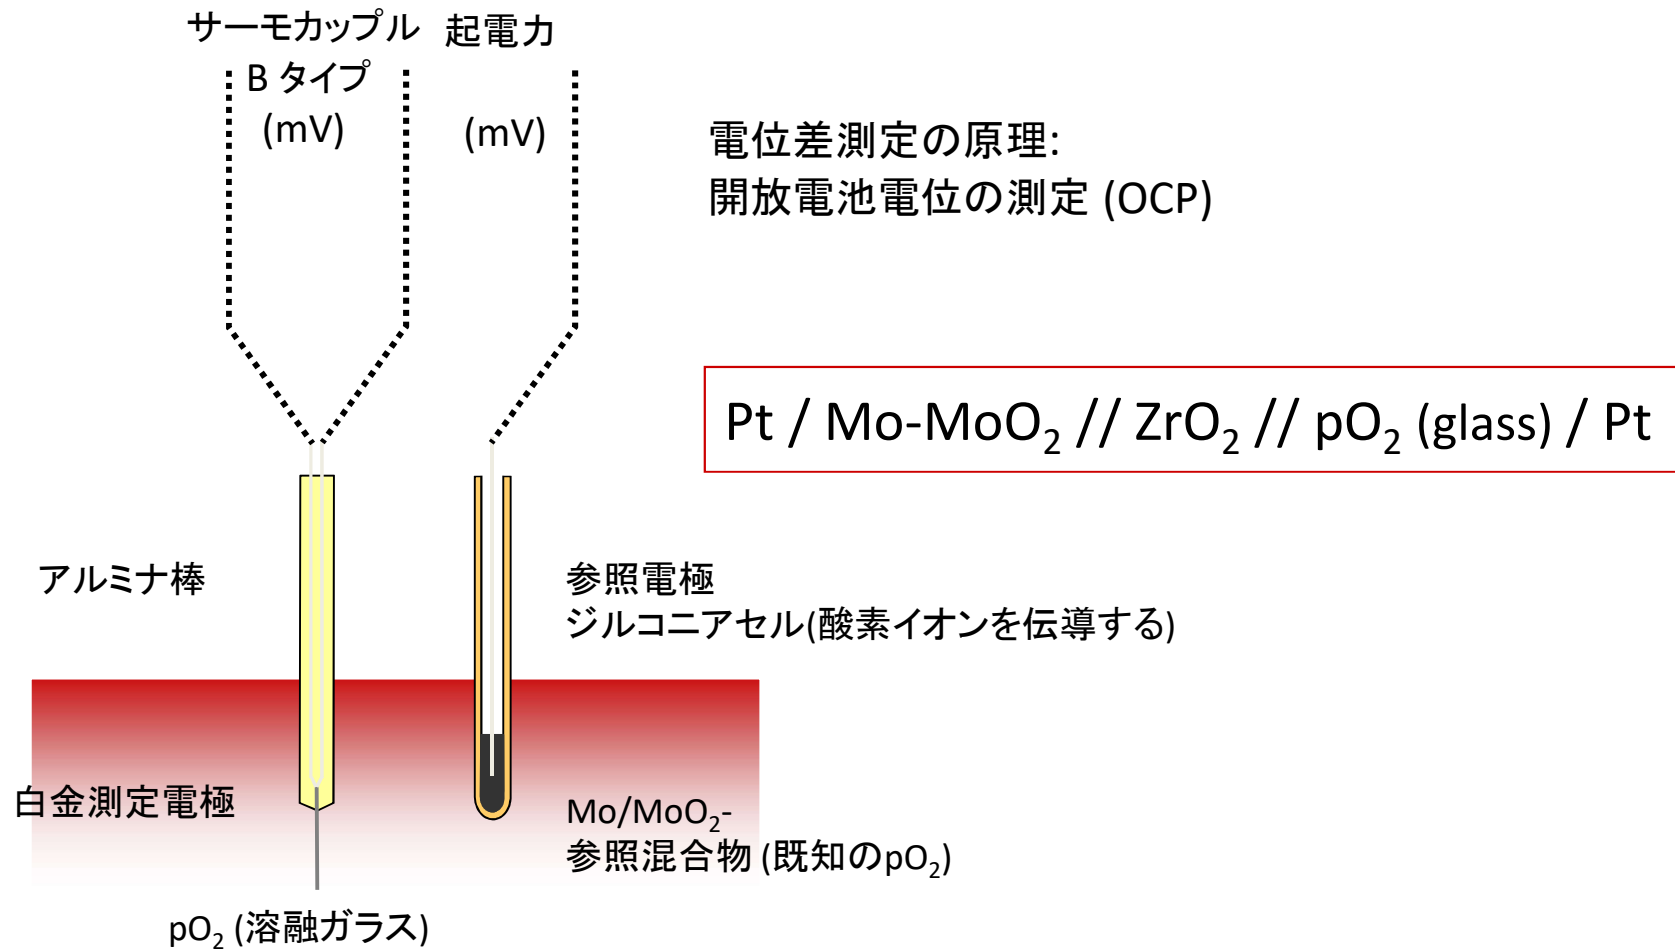 サーモカップル
B タイプ
(mV)
起電力
(mV)
電位差測定の原理:
開放電池電位の測定 (OCP)
Pt / Mo-MoO₂ // ZrO₂ // pO₂ (glass) / Pt
アルミナ棒
参照電極
ジルコニアセル(酸素イオンを伝導する)
白金測定電極
Mo/MoO₂-
参照混合物 (既知のpO₂)
pO₂ (溶融ガラス)